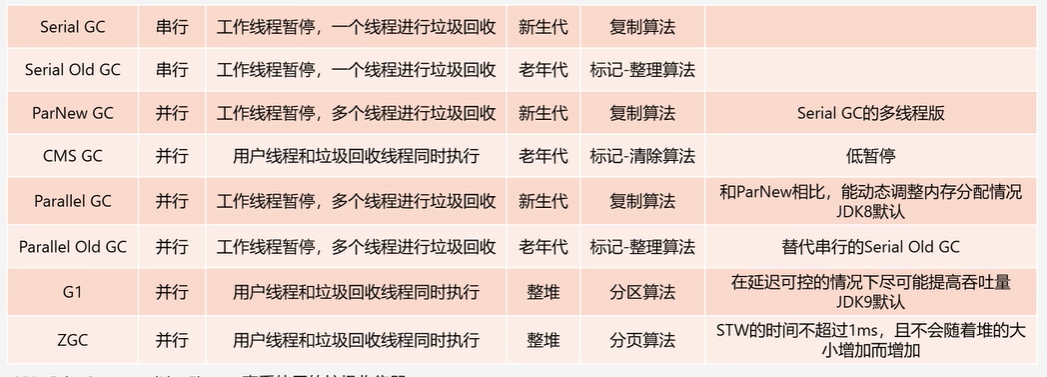 Serial GC 串行 工作线程暂停，一个线程进行垃圾回收 新生代 复制算法
Serial Old GC 串行 工作线程暂停，一个线程进行垃圾回收 老年代 标记-整理算法
ParNew GC 并行 工作线程暂停，多个线程进行垃圾回收 新生代 复制算法 Serial GC的多线程版
CMS GC 并行 用户线程和垃圾回收线程同时执行 老年代 标记-清除算法 低暂停
Parallel GC 并行 工作线程暂停，多个线程进行垃圾回收 新生代 复制算法 和ParNew相比，能动态调整内存分配情况
JDK8默认
Parallel Old GC 并行 工作线程暂停，多个线程进行垃圾回收 老年代 标记-整理算法 替代串行的Serial Old GC
G1 并行 用户线程和垃圾回收线程同时执行 整堆 分区算法 在延迟可控的情况下尽可能提高吞吐量
JDK9默认
ZGC 并行 用户线程和垃圾回收线程同时执行 整堆 分页算法 STW的时间不超过1ms，且不会随着堆的大
小增加而增加